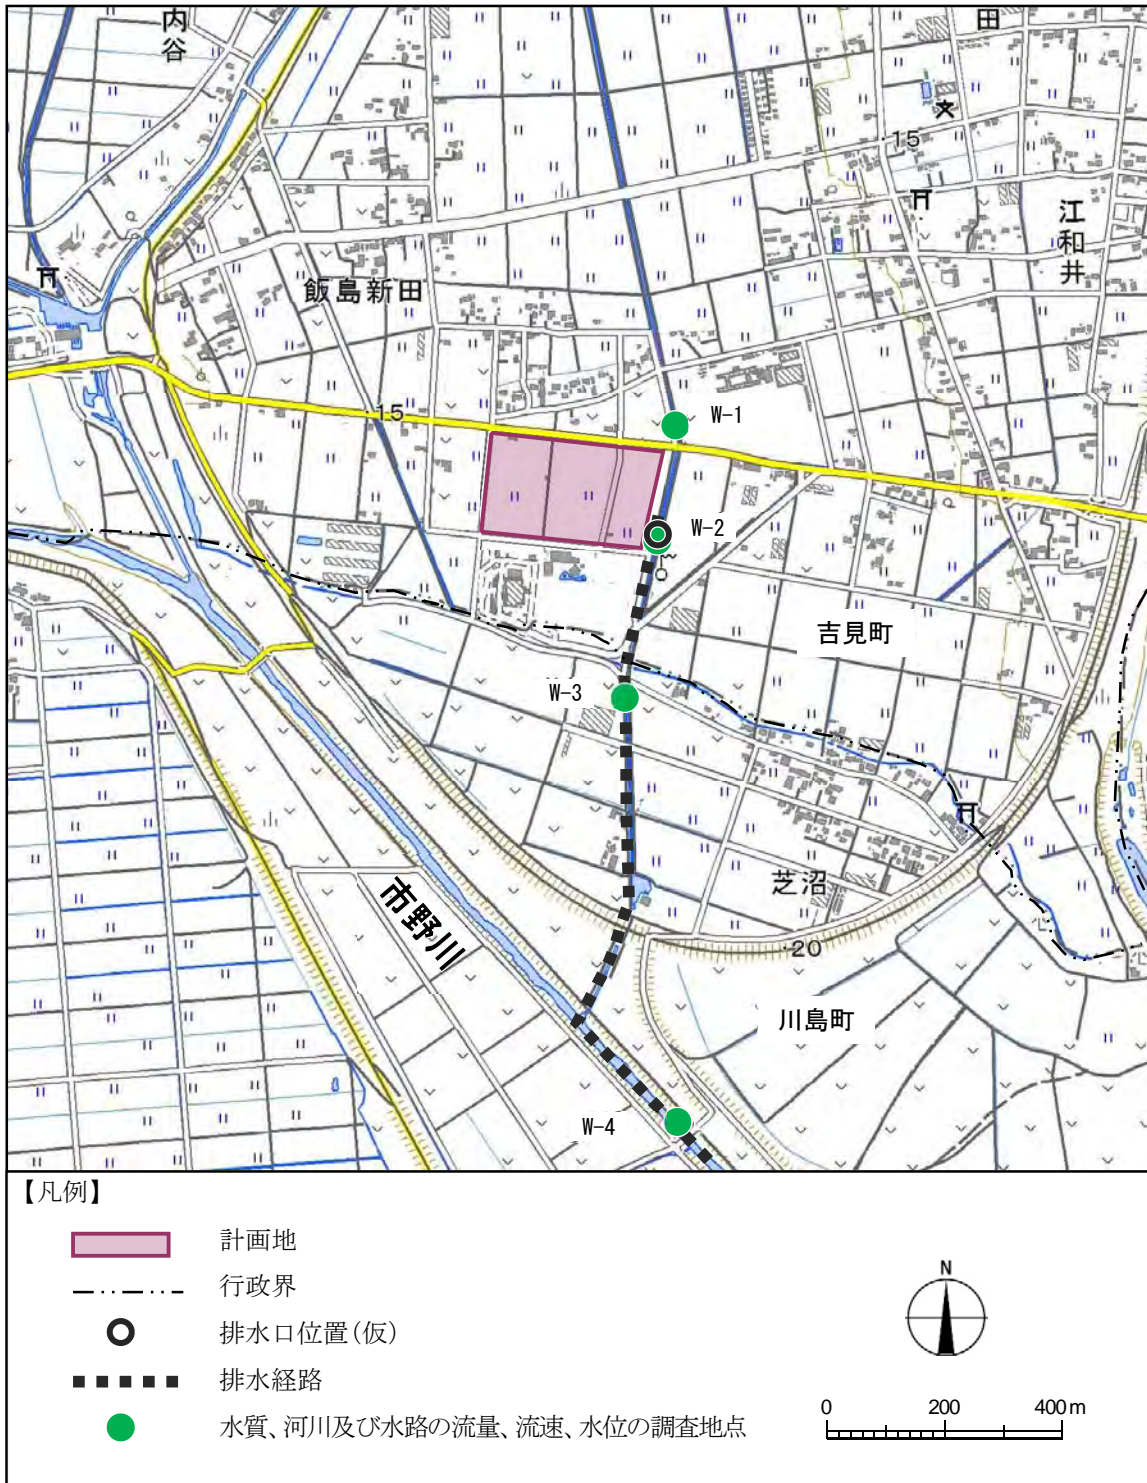 内谷
田
15
江和井
飯島新田
15
W-1
W-2
吉見町
W-3
芝沼
市野川
20
川島町
W-4
【凡例】
計画地
行政界
排水口位置(仮)
排水経路
水質、河川及び水路の流量、流速、水位の調査地点
N
0 200 400m